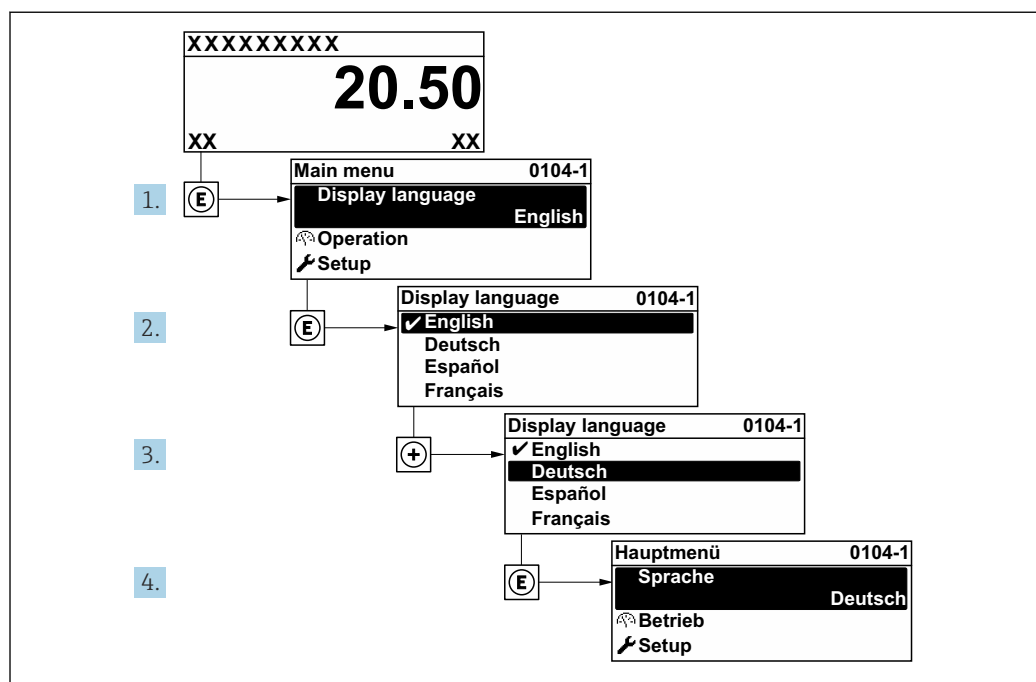 XXXXXXXXX
20.50
XX XX
1. E
Main menu 0104-1
Display language
English
Operation
Setup
2. E
Display language 0104-1
✔English
Deutsch
Español
Français
3. +
Display language 0104-1
✔English
Deutsch
Español
Français
4. E
Hauptmenü 0104-1
Sprache
Deutsch
Betrieb
Setup